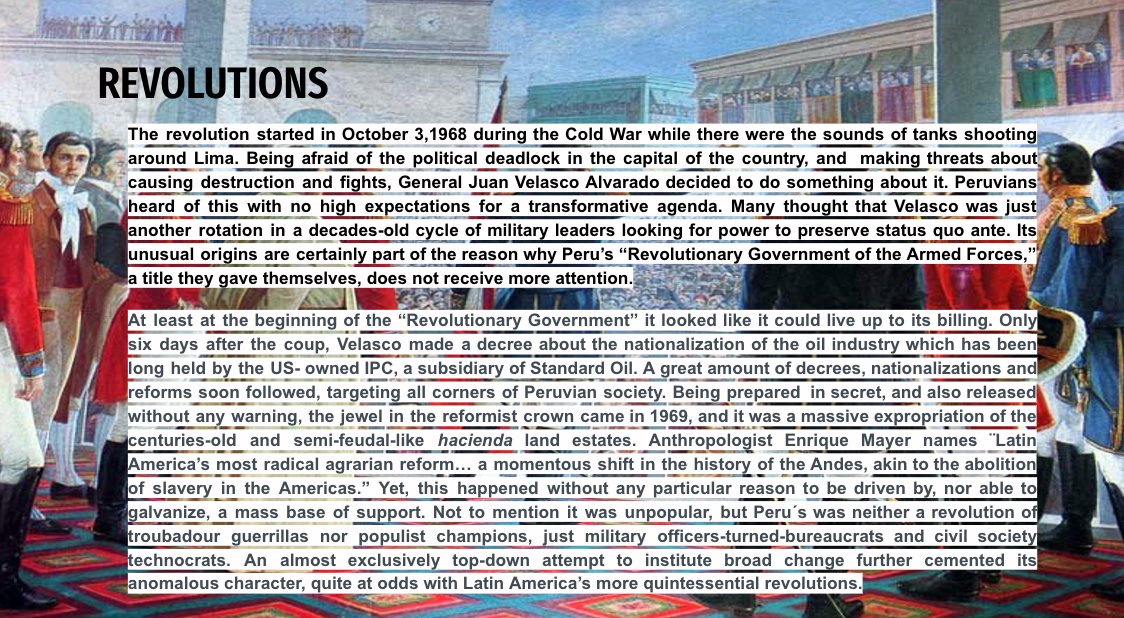 REVOLUTIONS
The revolution started in October 3,1968 during the Cold War while there were the sounds of tanks shooting
around Lima. Being afraid of the political deadlock in the capital of the country, and  making threats about
causing destruction and fights, General Juan Velasco Alvarado decided to do something about it. Peruvians
heard of this with no high expectations for a transformative agenda. Many thought that Velasco was just
another rotation in a decades-old cycle of military leaders looking for power to preserve status quo ante. Its
unusual origins are certainly part of the reason why Peru’s “Revolutionary Government of the Armed Forces,”
a title they gave themselves, does not receive more attention.
At least at the beginning of the “Revolutionary Government” it looked like it could live up to its billing. Only
six days after the coup, Velasco made a decree about the nationalization of the oil industry which has been
long held by the US- owned IPC, a subsidiary of Standard Oil. A great amount of decrees, nationalizations and
reforms soon followed, targeting all corners of Peruvian society. Being prepared in secret, and also released
without any warning, the jewel in the reformist crown came in 1969, and it was a massive expropriation of the
centuries-old and semi-feudal-like hacienda land estates. Anthropologist Enrique Mayer names ¨Latin
America’s most radical agrarian reform… a momentous shift in the history of the Andes, akin to the abolition
of slavery in the Americas.” Yet, this happened without any particular reason to be driven by, nor able to
galvanize, a mass base of support. Not to mention it was unpopular, but Peru´s was neither a revolution of
troubadour guerrillas nor populist champions, just military officers-turned-bureaucrats and civil society
technocrats. An almost exclusively top-down attempt to institute broad change further cemented its
anomalous character, quite at odds with Latin America’s more quintessential revolutions.